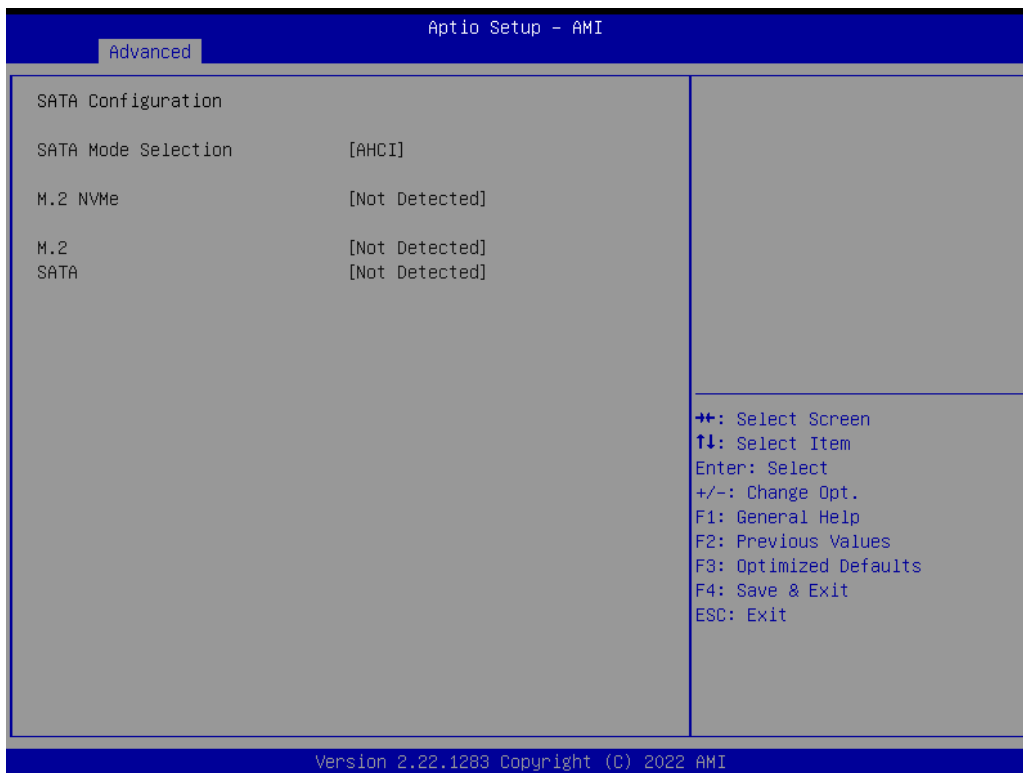 Aptio Setup - AMI
Advanced
SATA Configuration
SATA Mode Selection [AHCI]
M.2 NVMe [Not Detected]
M.2 [Not Detected]
SATA [Not Detected]
→←: Select Screen
↑↓: Select Item
Enter: Select
+/-: Change Opt.
F1: General Help
F2: Previous Values
F3: Optimized Defaults
F4: Save & Exit
ESC: Exit
Version 2.22.1283 Copyright (C) 2022 AMI